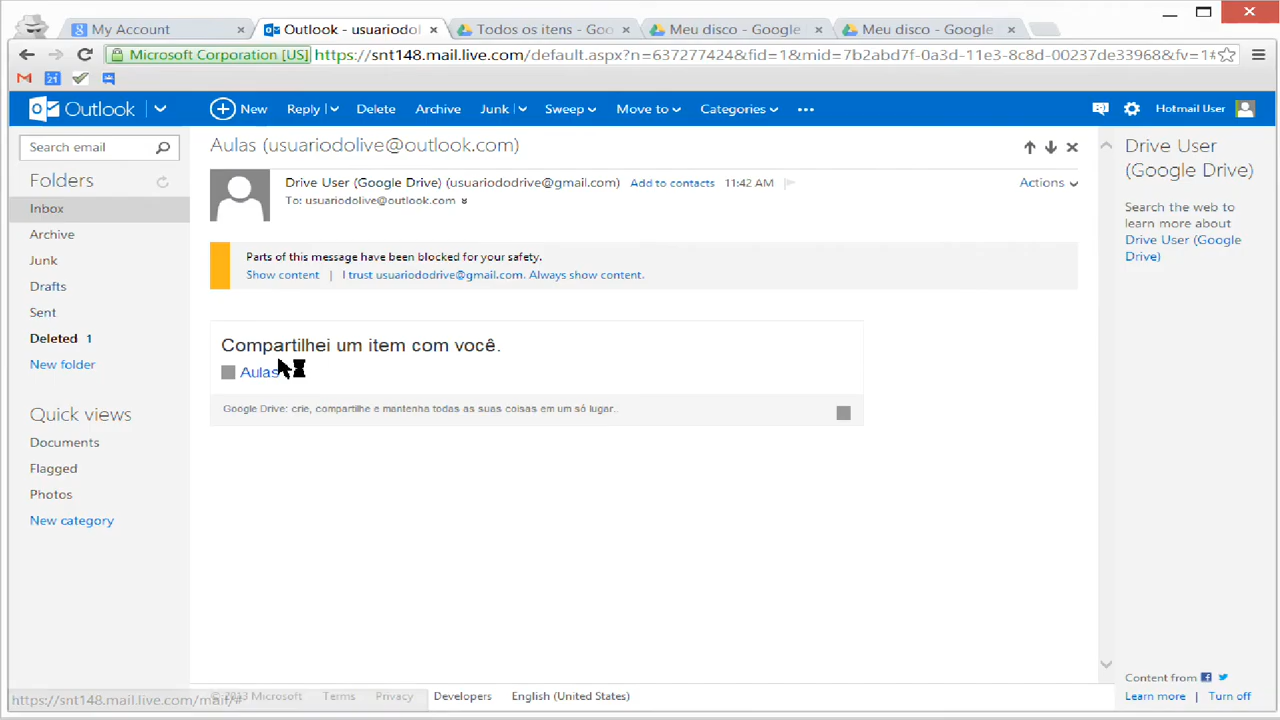 My Account
Outlook - usuariodol
Todos os itens - Goo
Meu disco - Google
Meu disco - Google
Microsoft Corporation [US]
https://snt148.mail.live.com/default.aspx?n=637277424&fid=1&mid=7b2abd7f-0a3d-11e3-8c8d-00237de33968&fv=1#
Outlook
New
Reply
Delete
Archive
Junk
Sweep
Move to
Categories
Hotmail User
Search email
Folders
Inbox
Archive
Junk
Drafts
Sent
Deleted 1
New folder
Quick views
Documents
Flagged
Photos
New category
Aulas (usuariodolive@outlook.com)
Drive User (Google Drive) (usuariododrive@gmail.com) Add to contacts 11:42 AM
Actions
To: usuariodolive@outlook.com
Parts of this message have been blocked for your safety.
Show content | I trust usuariododrive@gmail.com. Always show content.
Compartilhei um item com você.
Aulas
Google Drive: crie, compartilhe e mantenha todas as suas coisas em um só lugar..
Drive User
(Google Drive)
Search the web to
learn more about
Drive User (Google
Drive)
Content from
Learn more | Turn off
https://snt148.mail.live.com/mail/#
© 2013 Microsoft Terms Privacy Developers English (United States)